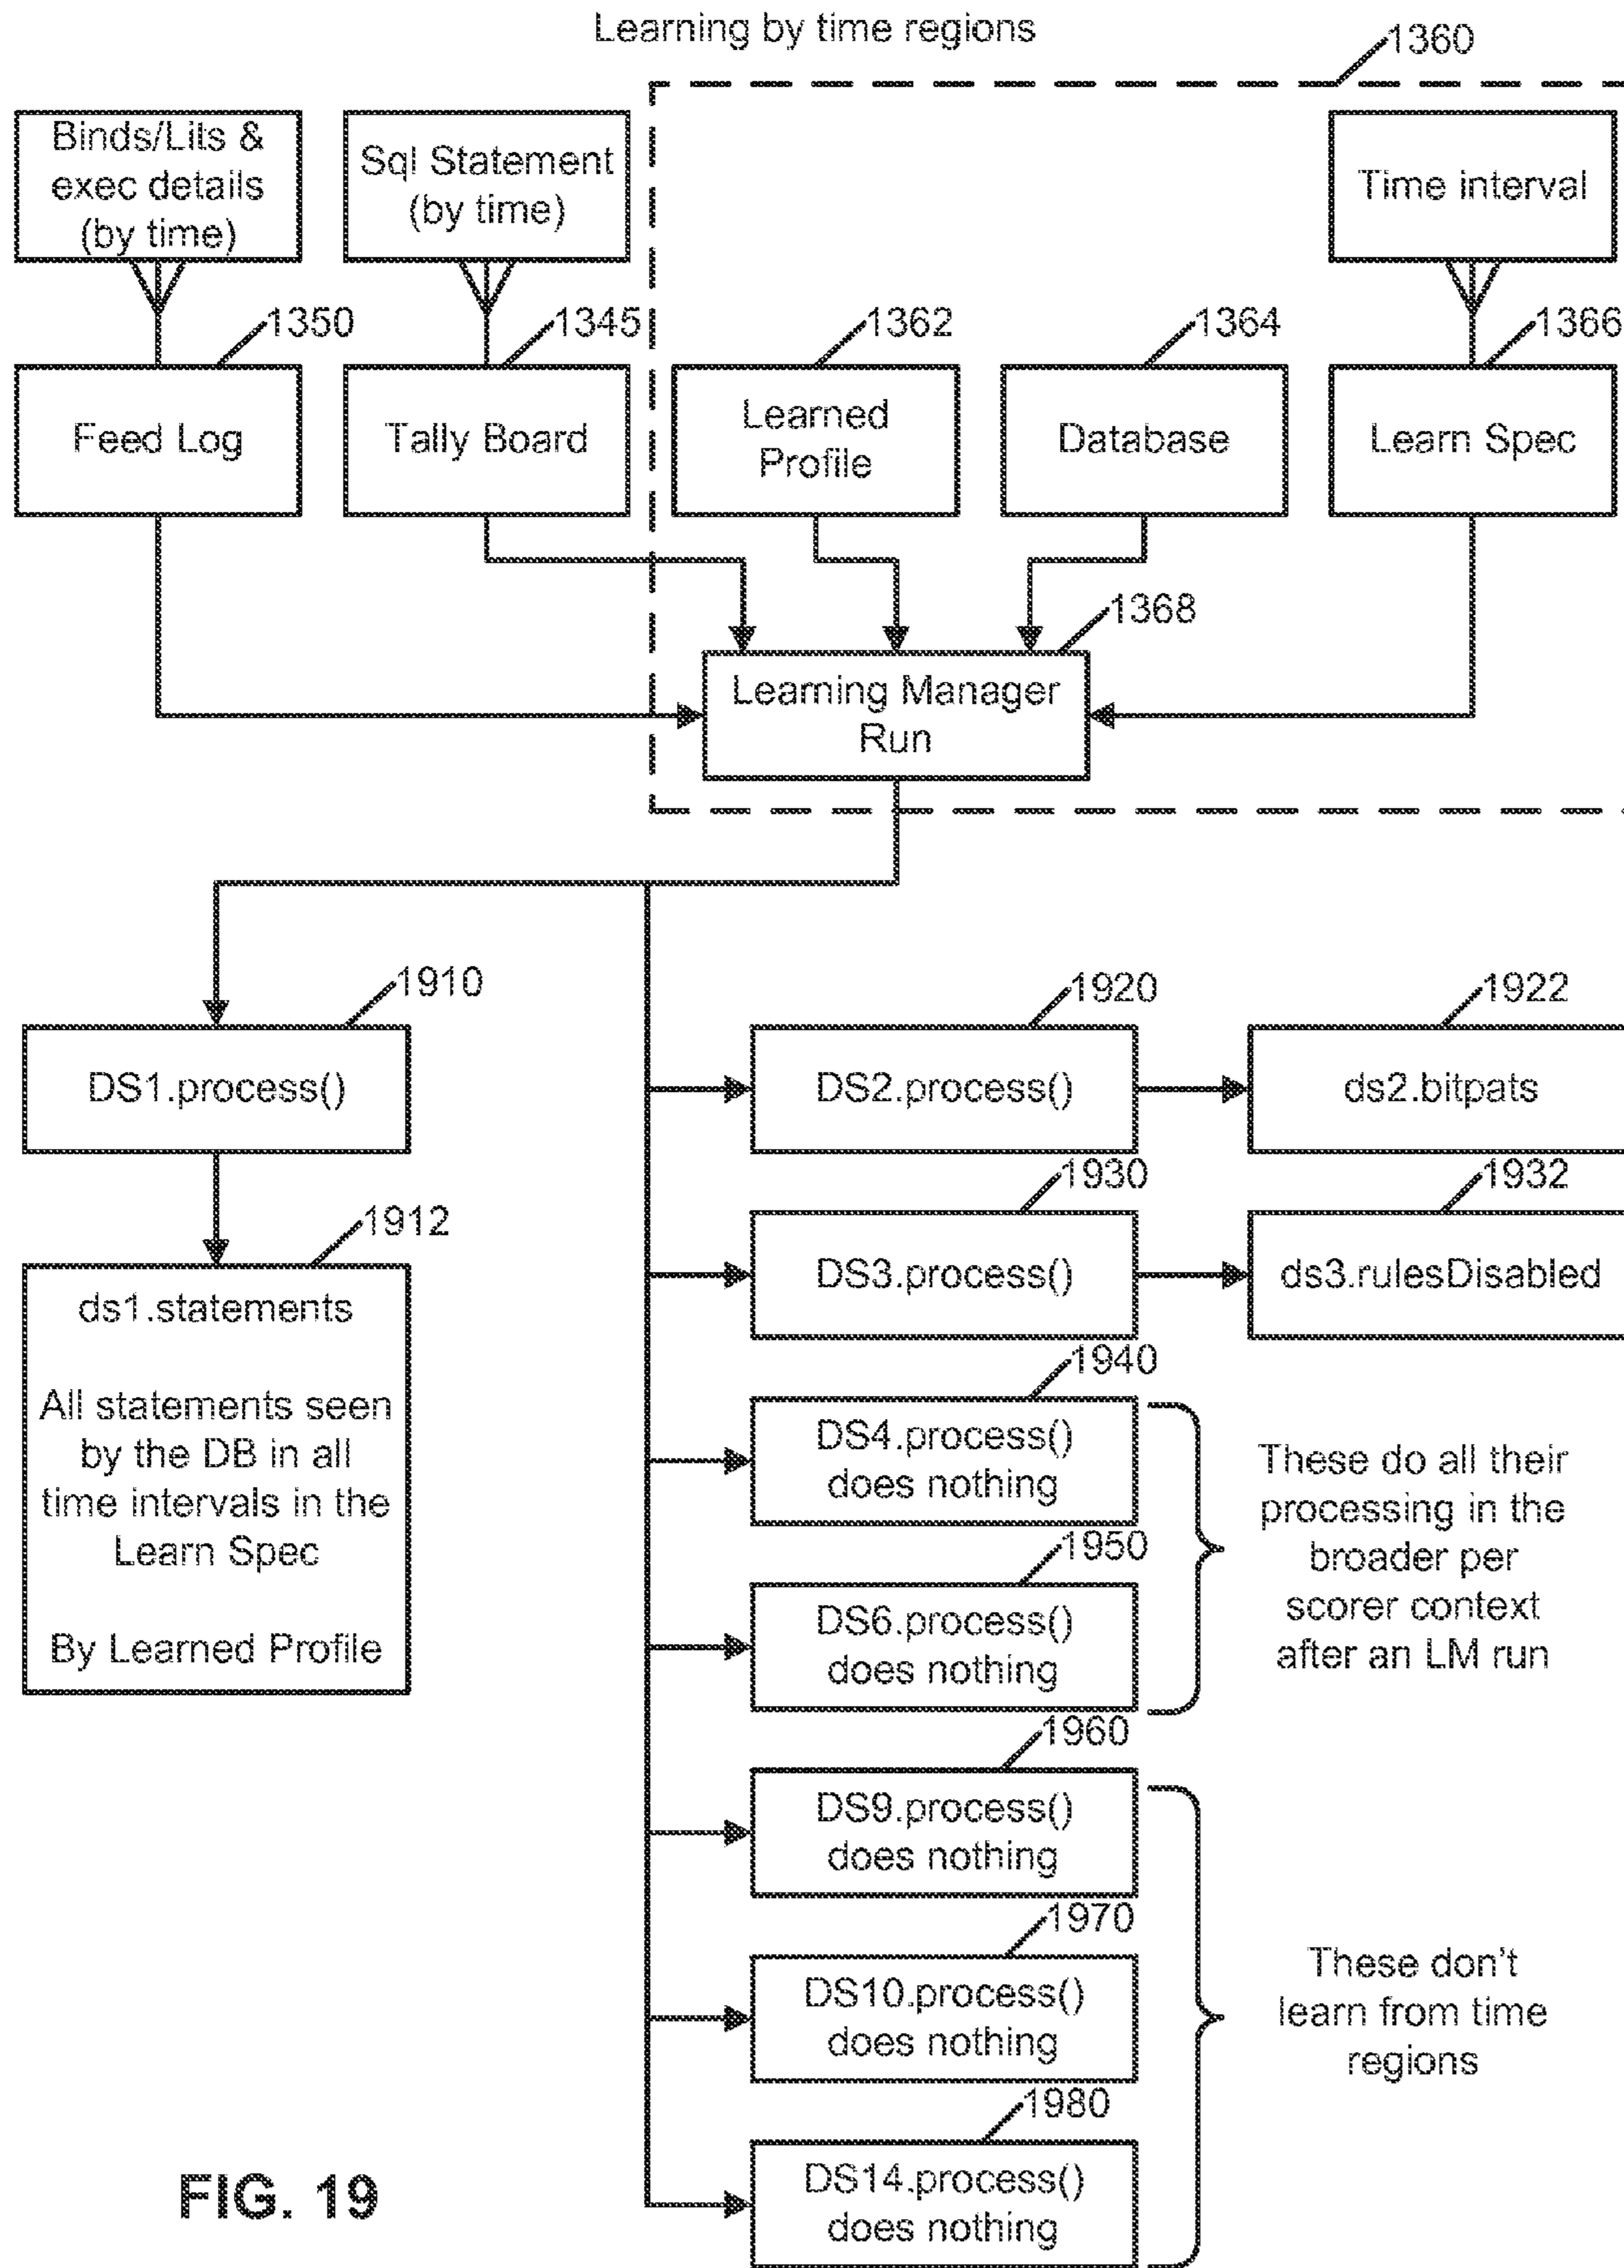 Learning by time regions
1360
Binds/Lits &
exec details
(by time)
Sql Statement
(by time)
Time interval
1350
1345
1362
1364
1366
Feed Log
Tally Board
Learned
Profile
Database
Learn Spec
1368
Learning Manager
Run
1910
DS1.process()
1920
DS2.process()
1922
ds2.bitpats
1930
DS3.process()
1932
ds3.rulesDisabled
1912
ds1.statements
All statements seen
by the DB in all
time intervals in the
Learn Spec
By Learned Profile
1940
DS4.process()
does nothing
1950
DS6.process()
does nothing
These do all their
processing in the
broader per
scorer context
after an LM run
1960
DS9.process()
does nothing
1970
DS10.process()
does nothing
1980
DS14.process()
does nothing
These don't
learn from time
regions
FIG. 19